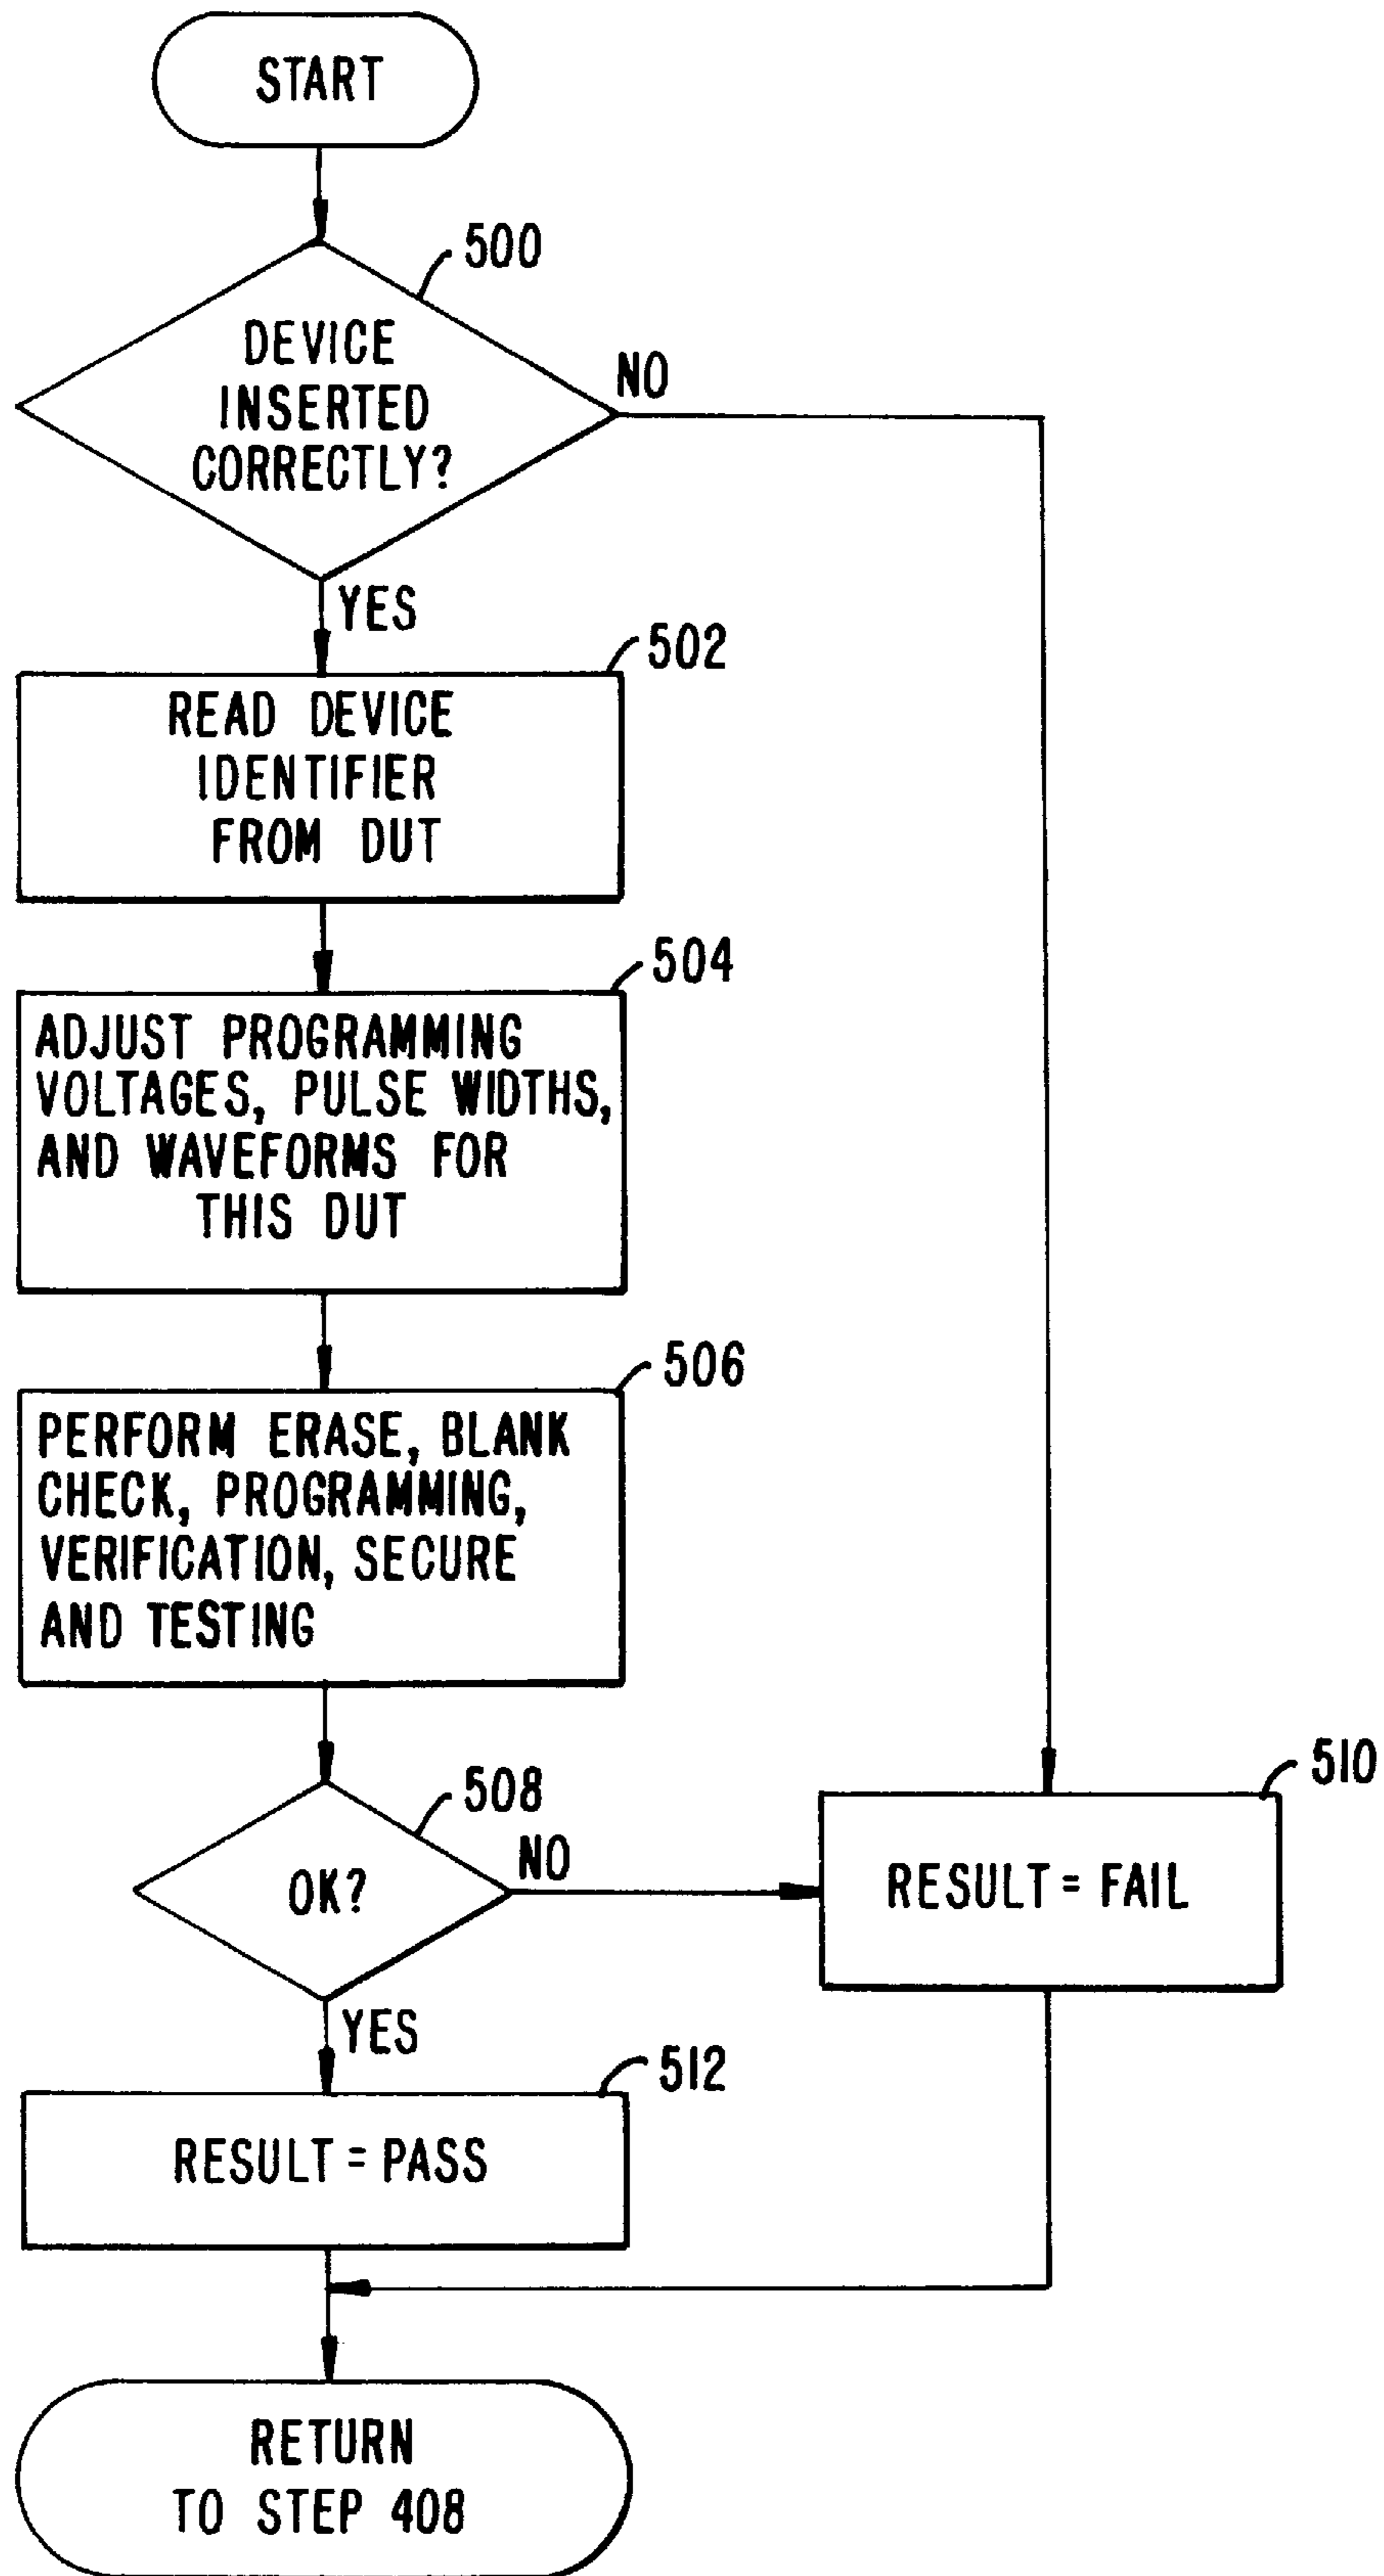 START
500
DEVICE
INSERTED
CORRECTLY?
NO
YES
502
READ DEVICE
IDENTIFIER
FROM DUT
504
ADJUST PROGRAMMING
VOLTAGES, PULSE WIDTHS,
AND WAVEFORMS FOR
THIS DUT
506
PERFORM ERASE, BLANK
CHECK, PROGRAMMING,
VERIFICATION, SECURE
AND TESTING
508
OK?
NO
510
RESULT = FAIL
YES
512
RESULT = PASS
RETURN
TO STEP 408